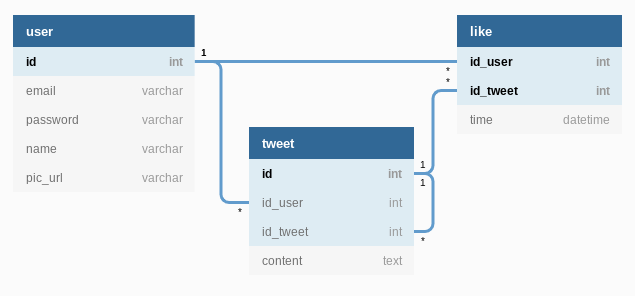 user
id int
email varchar
password varchar
name varchar
pic_url varchar
1
*
tweet
id int
id_user int
id_tweet int
content text
1
1
*
like
id_user int
id_tweet int
time datetime
*
*